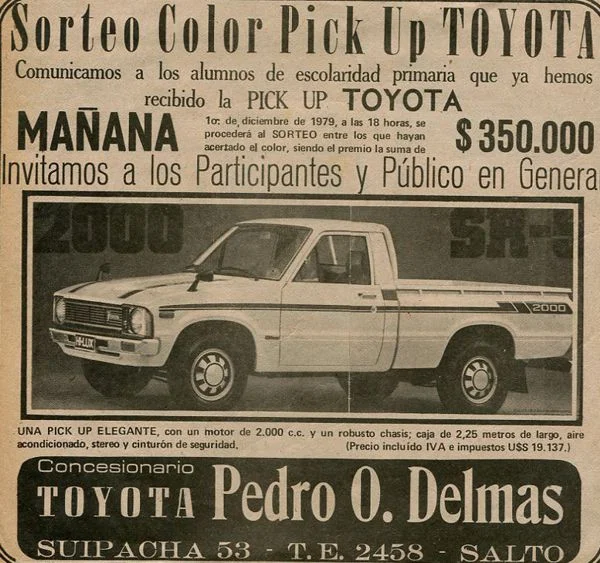 Sorteo Color Pick Up TOYOTA
Comunicamos a los alumnos de escolaridad primaria que ya hemos
recibido la PICK UP TOYOTA
MAÑANA
1o: de diciembre de 1979, a las 18 horas, se
procederá al SORTEO entre los que hayan
acertado el color, siendo el premio la suma de
$ 350.000
Invitamos a los Participantes y Público en Genera
2000
SR-5
2000
HI-LUX
UNA PICK UP ELEGANTE, con un motor de 2.000 c.c. y un robusto chasis; caja de 2,25 metros de largo, aire
acondicionado, stereo y cinturón de seguridad. (Precio incluído IVA e impuestos U$S 19.137.)
Concesionario
TOYOTA Pedro O. Delmas
SUIPACHA 53 - T. E. 2458 - SALTO